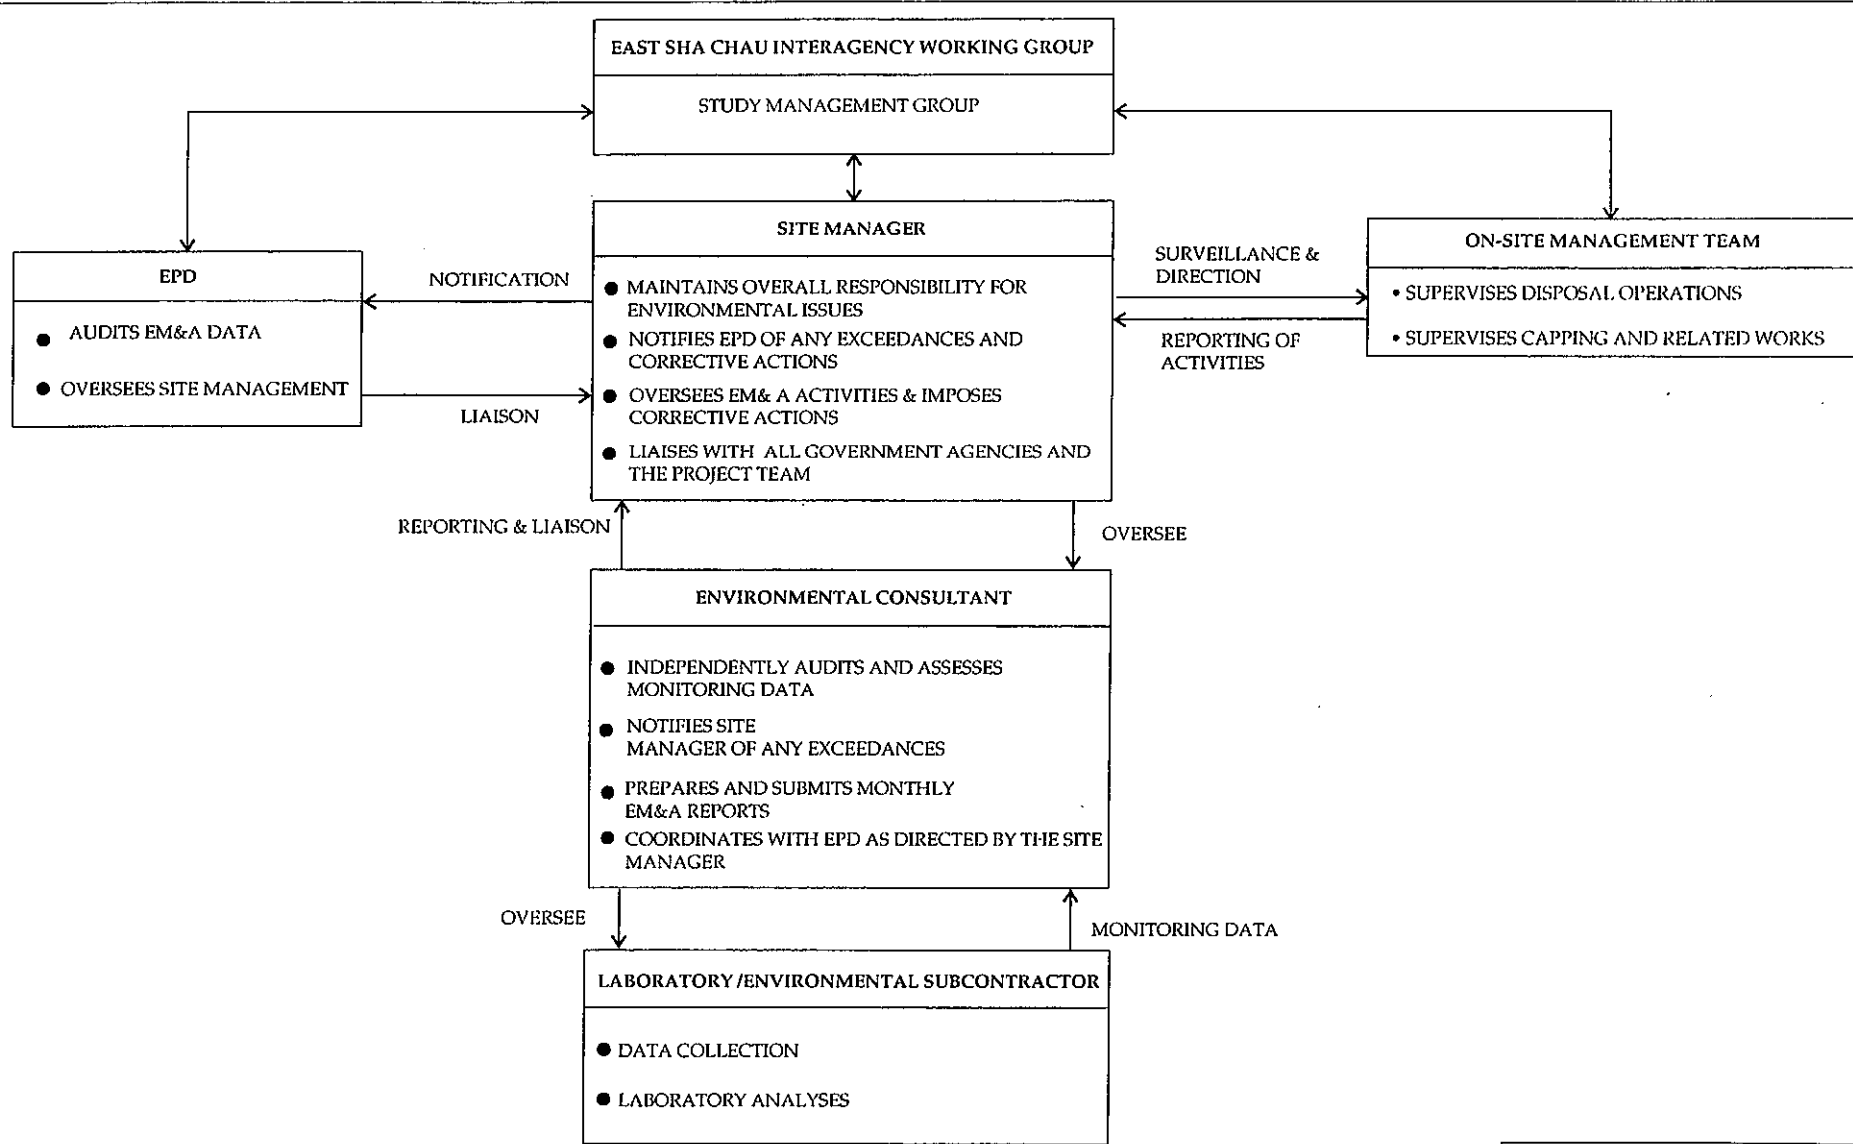 EAST SHA CHAU INTERAGENCY WORKING GROUP
STUDY MANAGEMENT GROUP
SITE MANAGER
● MAINTAINS OVERALL RESPONSIBILITY FOR
ENVIRONMENTAL ISSUES
● NOTIFIES EPD OF ANY EXCEEDANCES AND
CORRECTIVE ACTIONS
● OVERSEES EM& A ACTIVITIES & IMPOSES
CORRECTIVE ACTIONS
● LIAISES WITH ALL GOVERNMENT AGENCIES AND
THE PROJECT TEAM
EPD
● AUDITS EM&A DATA
● OVERSEES SITE MANAGEMENT
NOTIFICATION
LIAISON
SURVEILLANCE &
DIRECTION
REPORTING OF
ACTIVITIES
ON-SITE MANAGEMENT TEAM
• SUPERVISES DISPOSAL OPERATIONS
• SUPERVISES CAPPING AND RELATED WORKS
REPORTING & LIAISON
OVERSEE
ENVIRONMENTAL CONSULTANT
● INDEPENDENTLY AUDITS AND ASSESSES
MONITORING DATA
● NOTIFIES SITE
MANAGER OF ANY EXCEEDANCES
● PREPARES AND SUBMITS MONTHLY
EM&A REPORTS
● COORDINATES WITH EPD AS DIRECTED BY THE SITE
MANAGER
OVERSEE
MONITORING DATA
LABORATORY /ENVIRONMENTAL SUBCONTRACTOR
● DATA COLLECTION
● LABORATORY ANALYSES